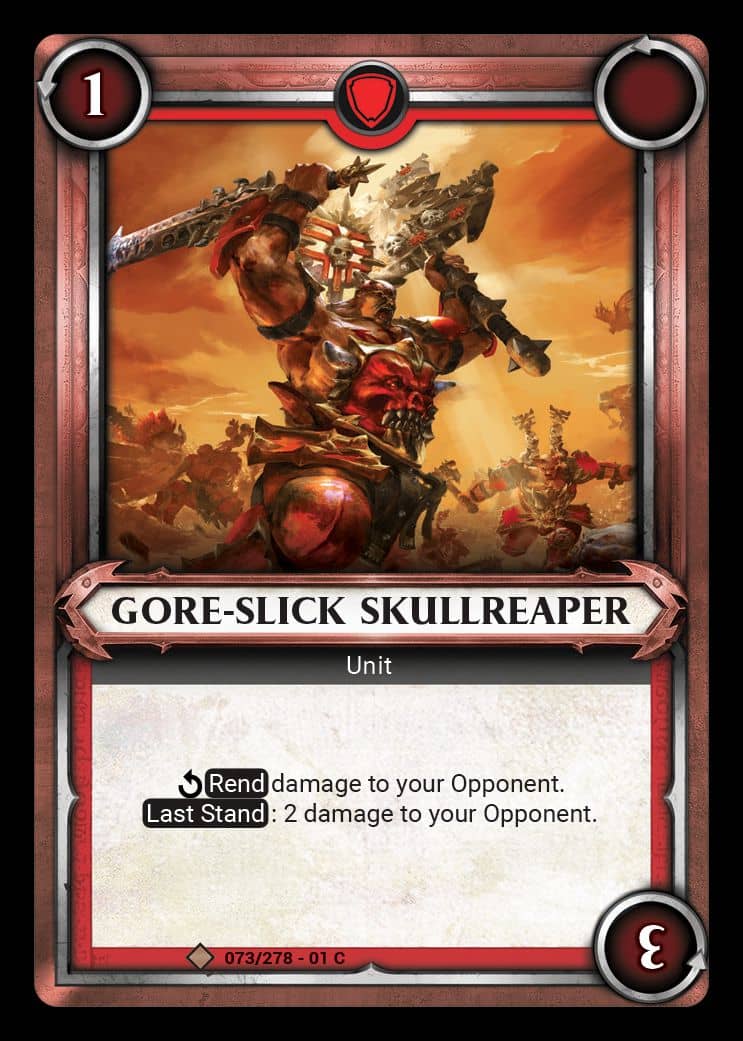 1
GORE-SLICK SKULLREAPER
Unit
Rend damage to your Opponent.
Last Stand: 2 damage to your Opponent.
073/278 - 01 C
3